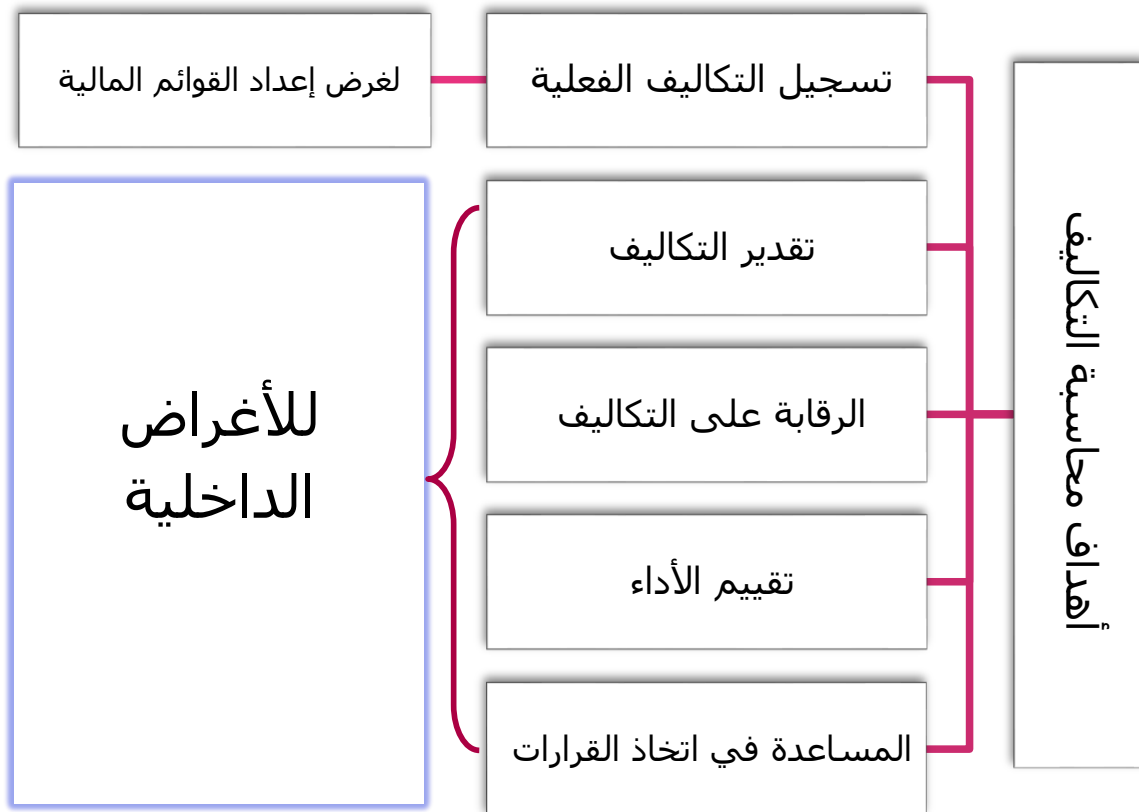 أهداف محاسبة التكاليف
تسجيل التكاليف الفعلية
لغرض إعداد القوائم المالية
تقدير التكاليف
الرقابة على التكاليف
تقييم الأداء
المساعدة في اتخاذ القرارات
للأغراض
الداخلية